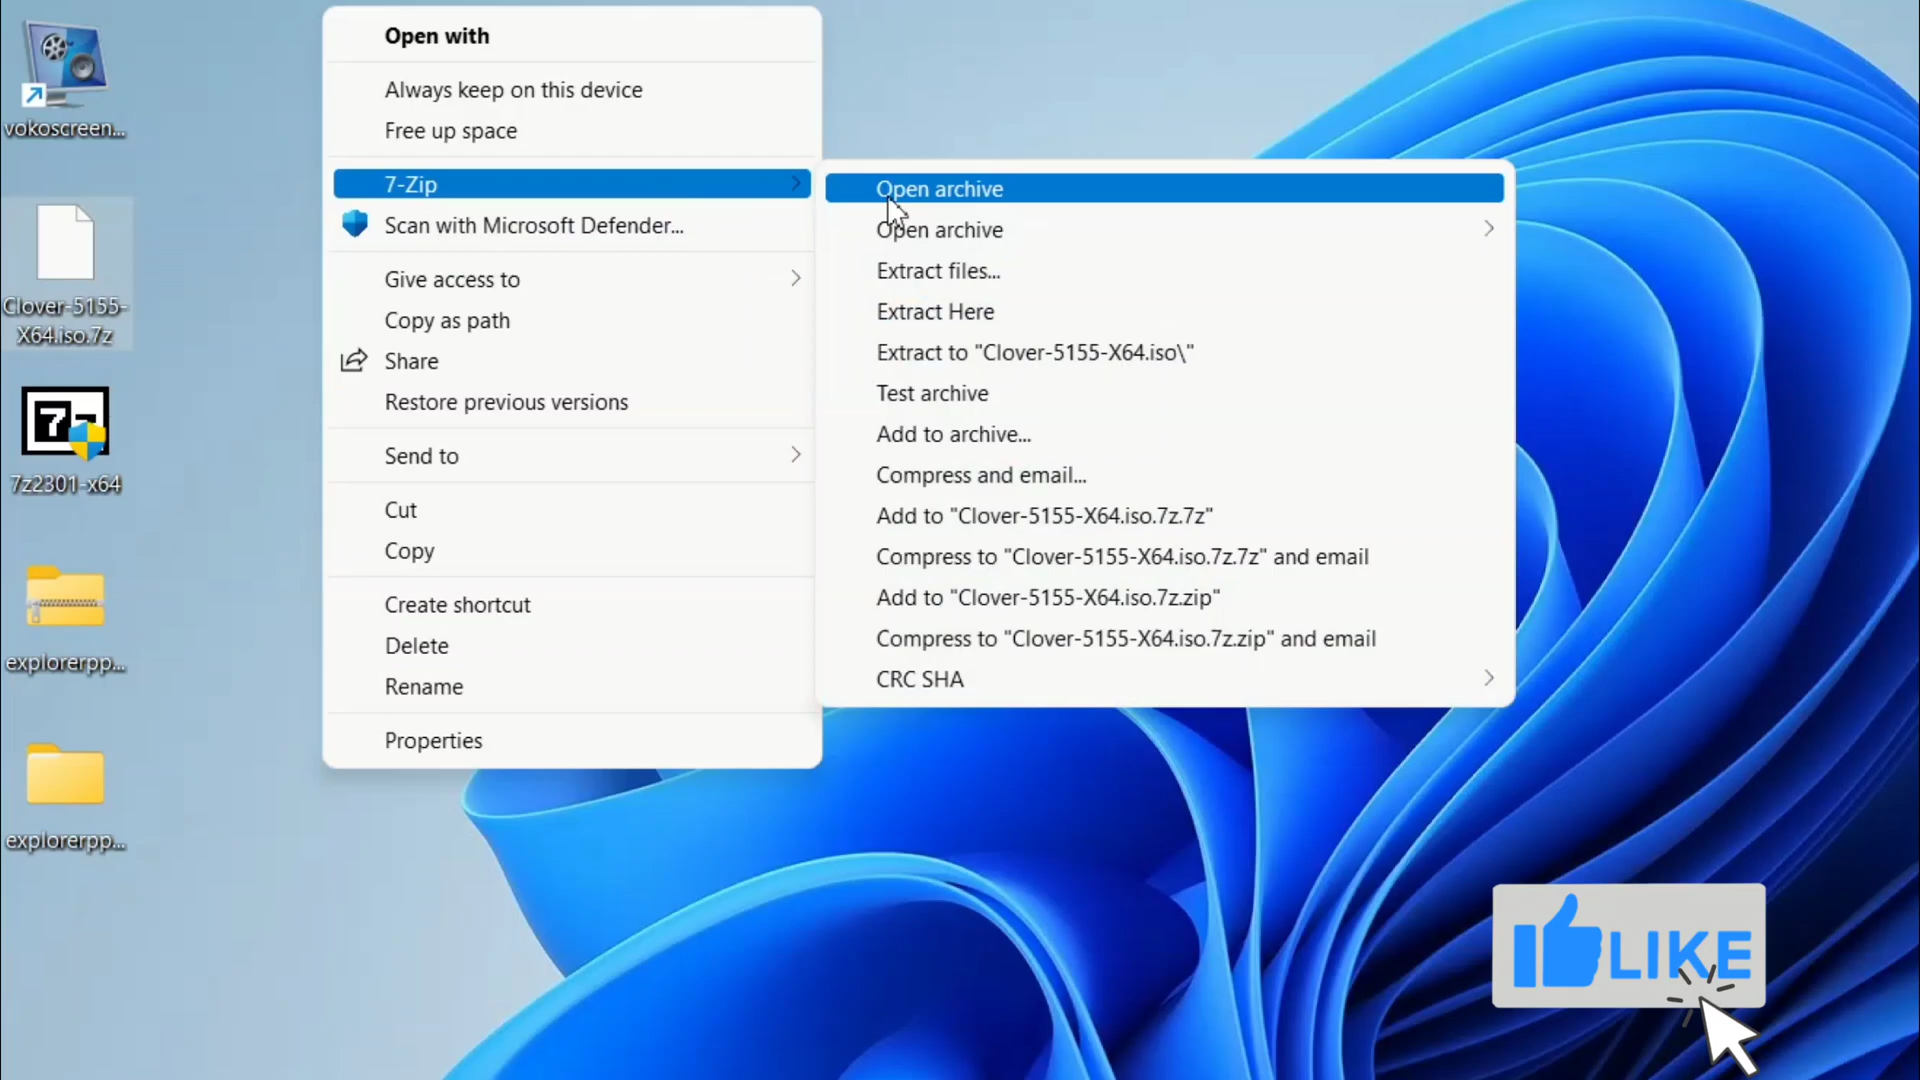 vokoscreen...
Clover-5155-
X64.iso.7z
7z2301-x64
explorerpp...
explorerpp...
Open with
Always keep on this device
Free up space
7-Zip
Scan with Microsoft Defender...
Give access to
Copy as path
Share
Restore previous versions
Send to
Cut
Copy
Create shortcut
Delete
Rename
Properties
Open archive
Open archive
Extract files...
Extract Here
Extract to "Clover-5155-X64.iso\"
Test archive
Add to archive...
Compress and email...
Add to "Clover-5155-X64.iso.7z.7z"
Compress to "Clover-5155-X64.iso.7z.7z" and email
Add to "Clover-5155-X64.iso.7z.zip"
Compress to "Clover-5155-X64.iso.7z.zip" and email
CRC SHA
LIKE